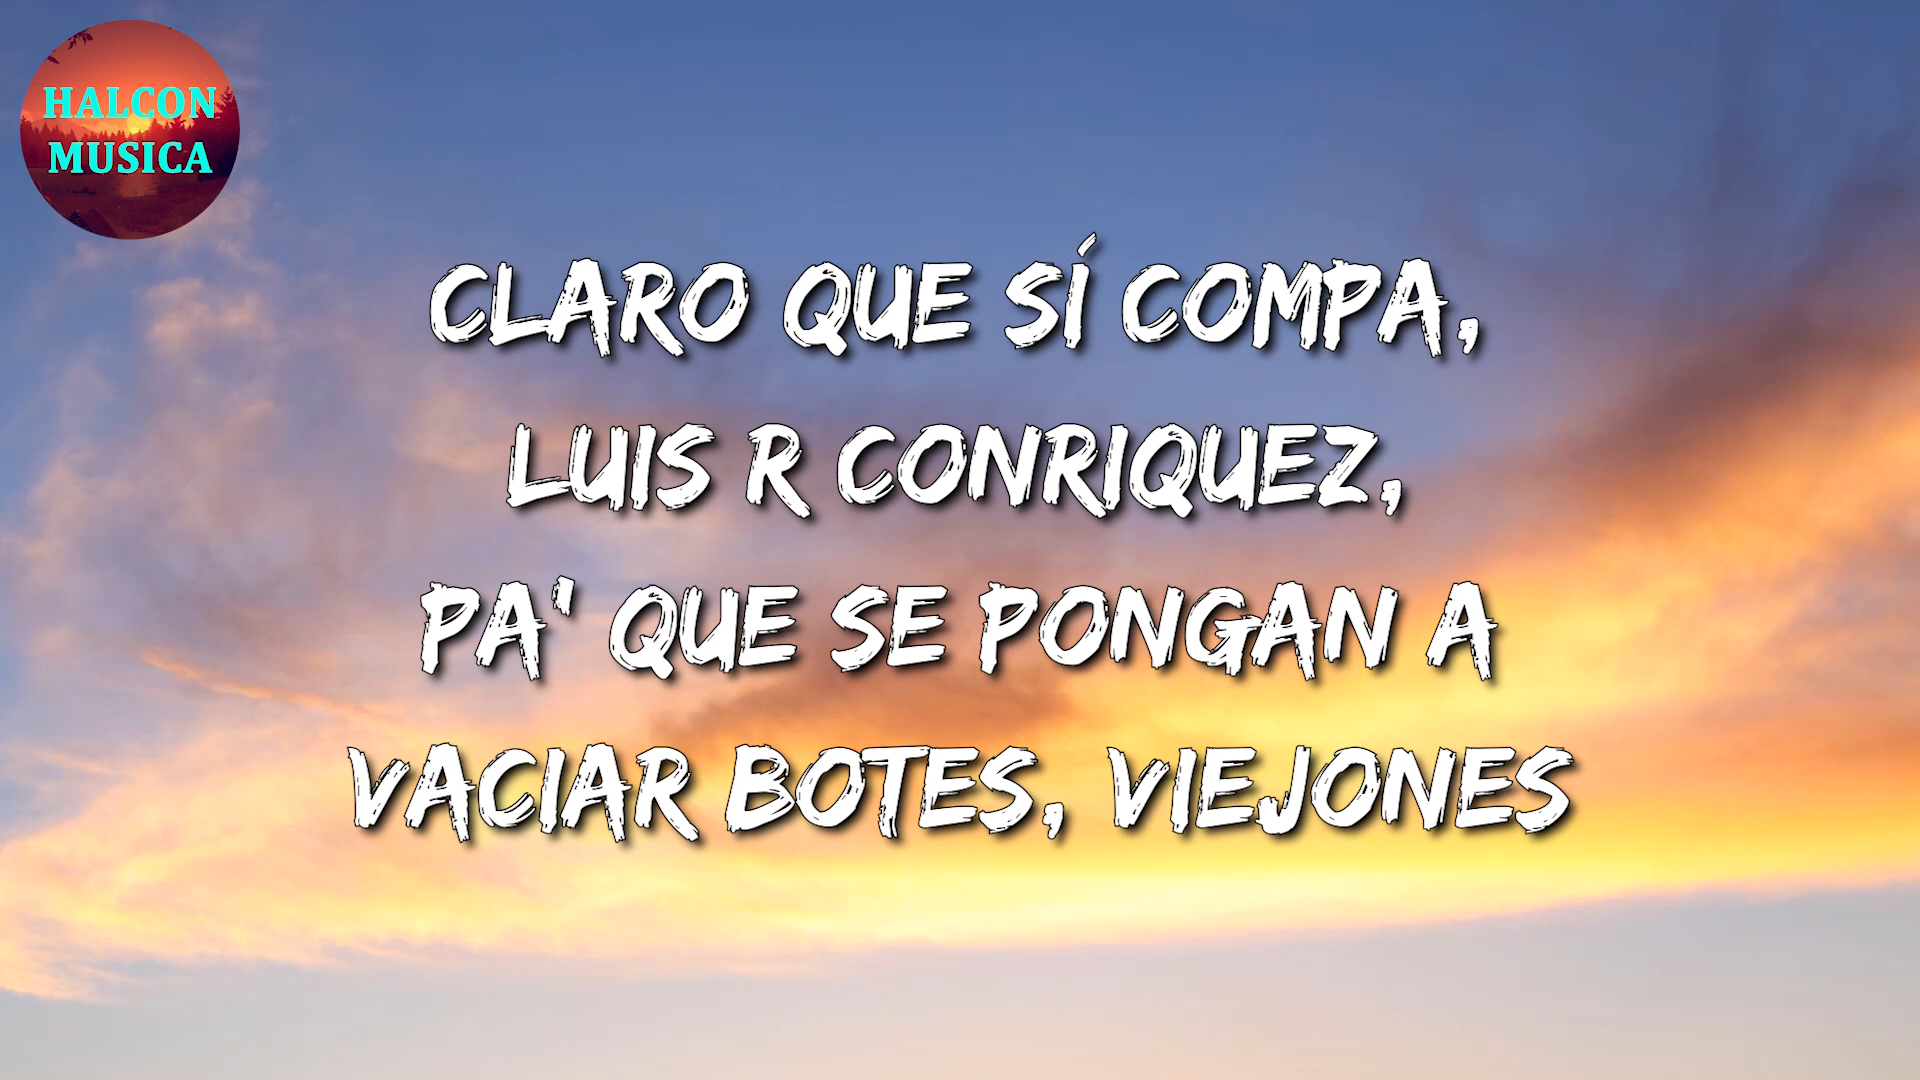 HALCON
MUSICA
CLARO QUE SÍ COMPA,
LUIS R CONRIQUEZ,
PA' QUE SE PONGAN A
VACIAR BOTES, VIEJONES